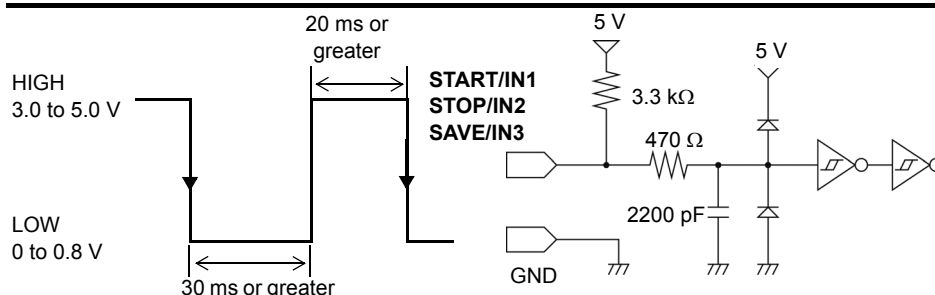 20 ms or
greater
HIGH
3.0 to 5.0 V
LOW
0 to 0.8 V
30 ms or greater
START/IN1
STOP/IN2
SAVE/IN3
5 V
3.3 kΩ
5 V
470 Ω
2200 pF
GND